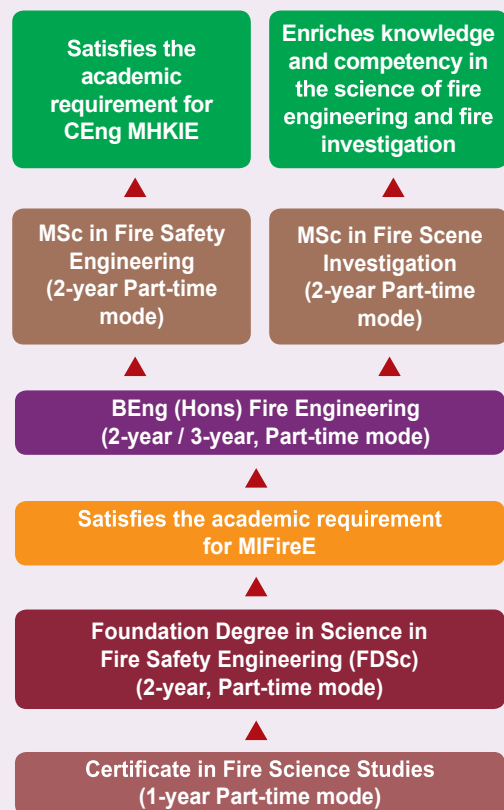 Satisfies the
academic
requirement for
CEng MHKIE
Enriches knowledge
and competency in
the science of fire
engineering and fire
investigation
MSc in Fire Safety
Engineering
(2-year Part-time
mode)
MSc in Fire Scene
Investigation
(2-year Part-time
mode)
BEng (Hons) Fire Engineering
(2-year / 3-year, Part-time mode)
Satisfies the academic requirement
for MIFireE
Foundation Degree in Science in
Fire Safety Engineering (FDSc)
(2-year, Part-time mode)
Certificate in Fire Science Studies
(1-year Part-time mode)